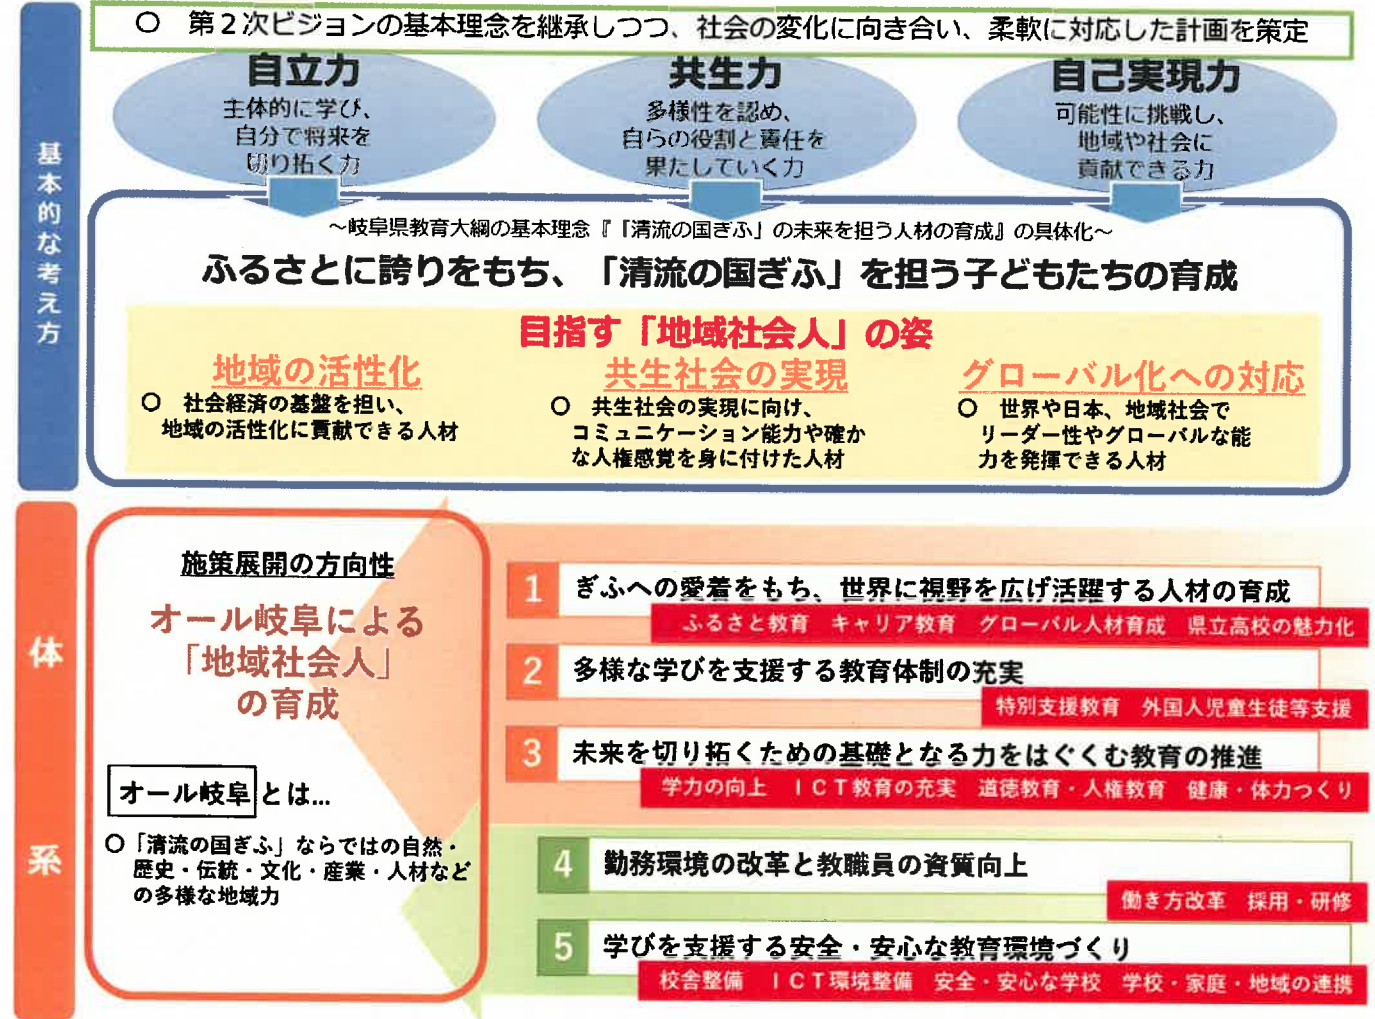 ○ 第2次ビジョンの基本理念を継承しつつ、社会の変化に向き合い、柔軟に対応した計画を策定
基本的な考え方
自立力
主体的に学び、
自分で将来を
切り拓く力
共生力
多様性を認め、
自らの役割と責任を
果たしていく力
自己実現力
可能性に挑戦し、
地域や社会に
貢献できる力
～岐阜県教育大綱の基本理念『「清流の国ぎふ」の未来を担う人材の育成』の具体化～
ふるさとに誇りをもち、「清流の国ぎふ」を担う子どもたちの育成
目指す「地域社会人」の姿
地域の活性化
○ 社会経済の基盤を担い、
地域の活性化に貢献できる人材
共生社会の実現
○ 共生社会の実現に向け、
コミュニケーション能力や確か
な人権感覚を身に付けた人材
グローバル化への対応
○ 世界や日本、地域社会で
リーダー性やグローバルな能
力を発揮できる人材
体系
施策展開の方向性
オール岐阜による
「地域社会人」
の育成
オール岐阜とは…
○「清流の国ぎふ」ならではの自然・
歴史・伝統・文化・産業・人材など
の多様な地域力
1 ぎふへの愛着をもち、世界に視野を広げ活躍する人材の育成
ふるさと教育 キャリア教育 グローバル人材育成 県立高校の魅力化
2 多様な学びを支援する教育体制の充実
特別支援教育 外国人児童生徒等支援
3 未来を切り拓くための基礎となる力をはぐくむ教育の推進
学力の向上 ICT教育の充実 道徳教育・人権教育 健康・体力つくり
4 勤務環境の改革と教職員の資質向上
働き方改革 採用・研修
5 学びを支援する安全・安心な教育環境づくり
校舎整備 ICT環境整備 安全・安心な学校 学校・家庭・地域の連携